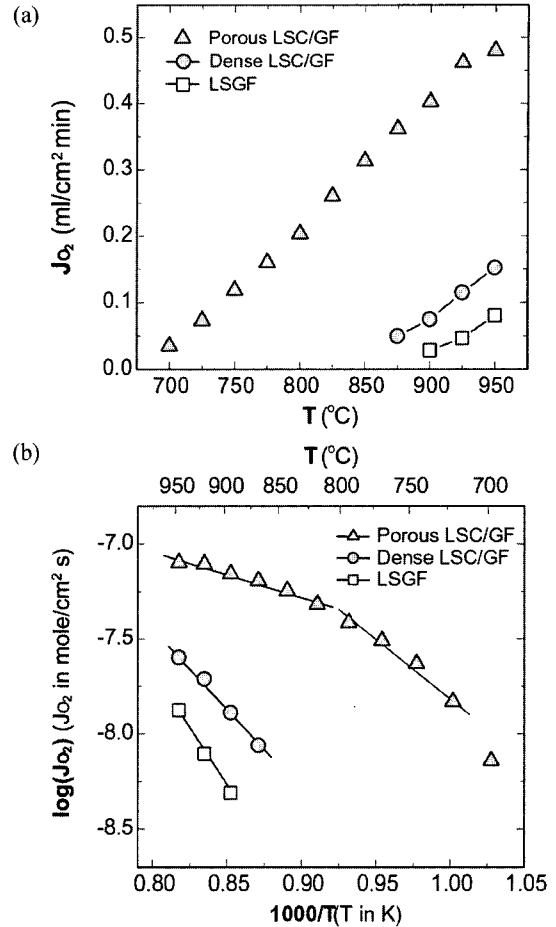 (a)
0.5
0.4
0.3
0.2
0.1
0.0
Jo₂ (ml/cm² min)
Porous LSC/GF
Dense LSC/GF
LSGF
700 750 800 850 900 950
T (°C)
(b)
T (°C)
950 900 850 800 750 700
-7.0
-7.5
-8.0
-8.5
log(Jo₂) (Jo₂ in mole/cm² s)
Porous LSC/GF
Dense LSC/GF
LSGF
0.80 0.85 0.90 0.95 1.00 1.05
1000/T(T in K)